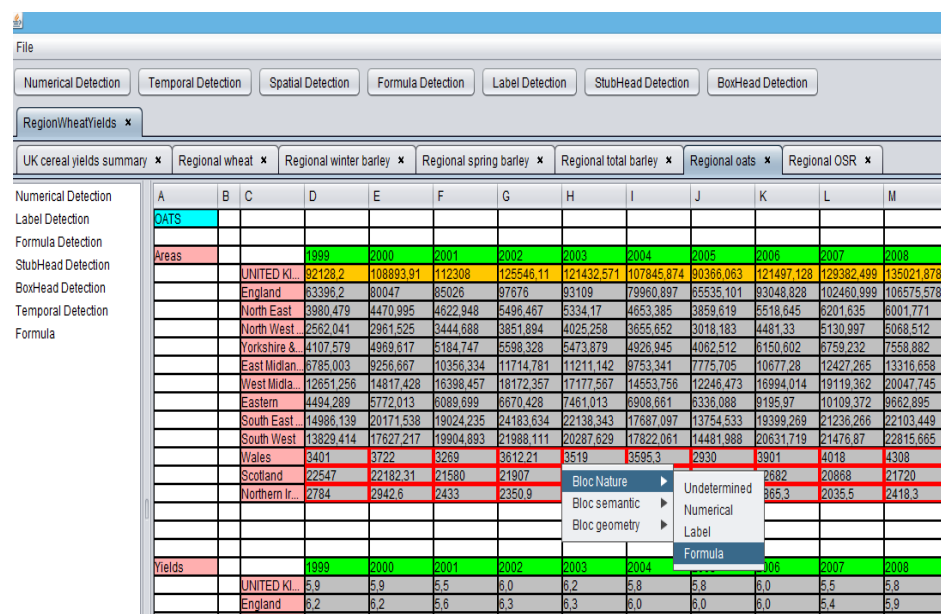 File
Numerical Detection Temporal Detection Spatial Detection Formula Detection Label Detection StubHead Detection BoxHead Detection
RegionWheatYields ×
UK cereal yields summary × Regional wheat × Regional winter barley × Regional spring barley × Regional total barley × Regional oats × Regional OSR ×
Numerical Detection
Label Detection
Formula Detection
StubHead Detection
BoxHead Detection
Temporal Detection
Formula
A B C D E F G H I J K L M
OATS
Areas 1999 2000 2001 2002 2003 2004 2005 2006 2007 2008
UNITED KI... 92128,2 108893,91 112308 125546,11 121432,571 107845,874 90366,063 121497,128 129382,499 135021,878
England 63396,2 80047 85026 97676 93109 79960,897 65535,101 93048,828 102460,999 106575,578
North East 3980,479 4470,995 4622,948 5496,467 5334,17 4653,385 3859,619 5518,645 6201,635 6001,771
North West ... 2562,041 2961,525 3444,688 3851,894 4025,258 3655,652 3018,183 4481,33 5130,997 5068,512
Yorkshire &... 4107,579 4969,617 5184,747 5598,328 5473,879 4926,945 4062,512 6150,602 6759,232 7558,882
East Midlan... 6785,003 9256,667 10356,334 11714,781 11211,142 9753,341 7775,705 10677,28 12427,265 13316,658
West Midla... 12651,256 14817,428 16398,457 18172,357 17177,567 14553,756 12246,473 16994,014 19119,362 20047,745
Eastern 4494,289 5772,013 6089,699 6670,428 7461,013 6908,661 6336,088 9195,97 10109,372 9662,895
South East ... 14986,139 20171,538 19024,235 24183,634 22138,343 17687,097 13754,533 19399,269 21236,266 22103,449
South West 13829,414 17627,217 19904,893 21988,111 20287,629 17822,061 14481,988 20631,719 21476,87 22815,665
Wales 3401 3722 3269 3612,21 3519 3595,3 2930 3901 4018 4308
Scotland 22547 22182,31 21580 21907 2682 20868 21720
Northern Ir... 2784 2942,6 2433 2350,9 365,3 2035,5 2418,3
Bloc Nature
Bloc semantic
Bloc geometry
Undetermined
Numerical
Label
Formula
Yields 1999 2000 2001 2002 2003 2004 2005 2006 2007 2008
UNITED KI... 5,9 5,9 5,5 6,0 6,2 5,8 5,8 6,0 5,5 5,8
England 6,2 6,2 5,6 6,3 6,3 6,0 6,0 6,0 5,4 5,9